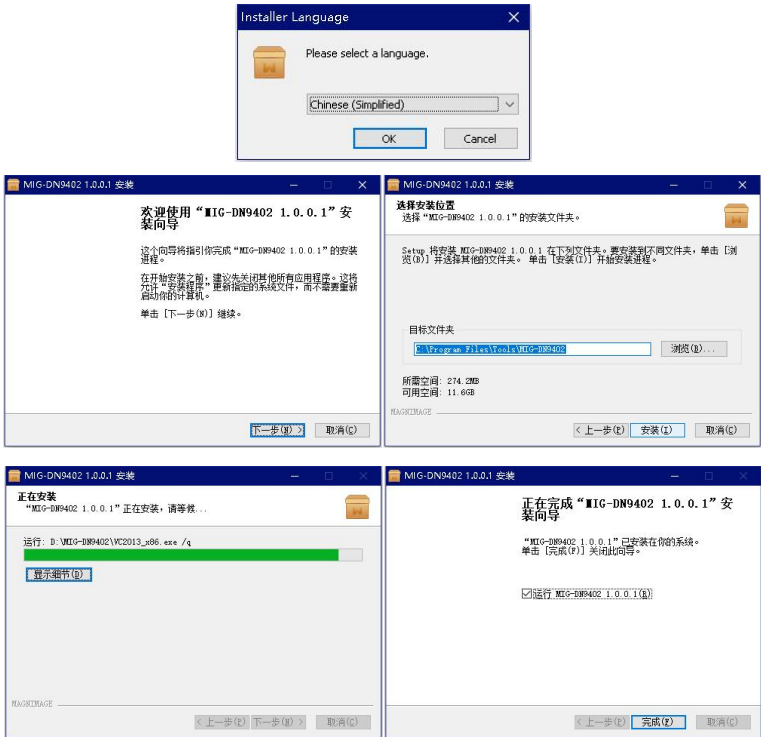 Installer Language
Please select a language.
Chinese (Simplified)
OK
Cancel
MIG-DN9402 1.0.0.1 安装
欢迎使用“MIG-DN9402 1.0.0.1”安
装向导
这个向导将指引你完成“MIG-DN9402 1.0.0.1”的安装
进程。
在开始安装之前，建议先关闭其他所有应用程序。这将
允许“安装程序”更新指定的系统文件，而不需要重新
启动你的计算机。
单击 [下一步(N)] 继续。
下一步(N) >
取消(C)
MIG-DN9402 1.0.0.1 安装
选择安装位置
选择“MIG-DN9402 1.0.0.1”的安装文件夹。
Setup 将安装 MIG-DN9402 1.0.0.1 在下列文件夹。要安装到不同文件夹，单击 [浏
览(B)] 并选择其他的文件夹。 单击 [安装(I)] 开始安装进程。
目标文件夹
C:\Program Files\Tools\MIG-DN9402
浏览(B)...
所需空间: 274.2MB
可用空间: 11.6GB
MAGNIMAGE
< 上一步(P)
安装(I)
取消(C)
MIG-DN9402 1.0.0.1 安装
正在安装
“MIG-DN9402 1.0.0.1”正在安装，请等候...
运行: D:\MIG-DN9402\VC2013_x86.exe /q
显示细节(D)
MAGNIMAGE
< 上一步(P)
下一步(N) >
取消(C)
MIG-DN9402 1.0.0.1 安装
正在完成“MIG-DN9402 1.0.0.1”安
装向导
“MIG-DN9402 1.0.0.1”已安装在你的系统。
单击 [完成(F)] 关闭此向导。
运行 MIG-DN9402 1.0.0.1(R)
< 上一步(P)
完成(F)
取消(C)